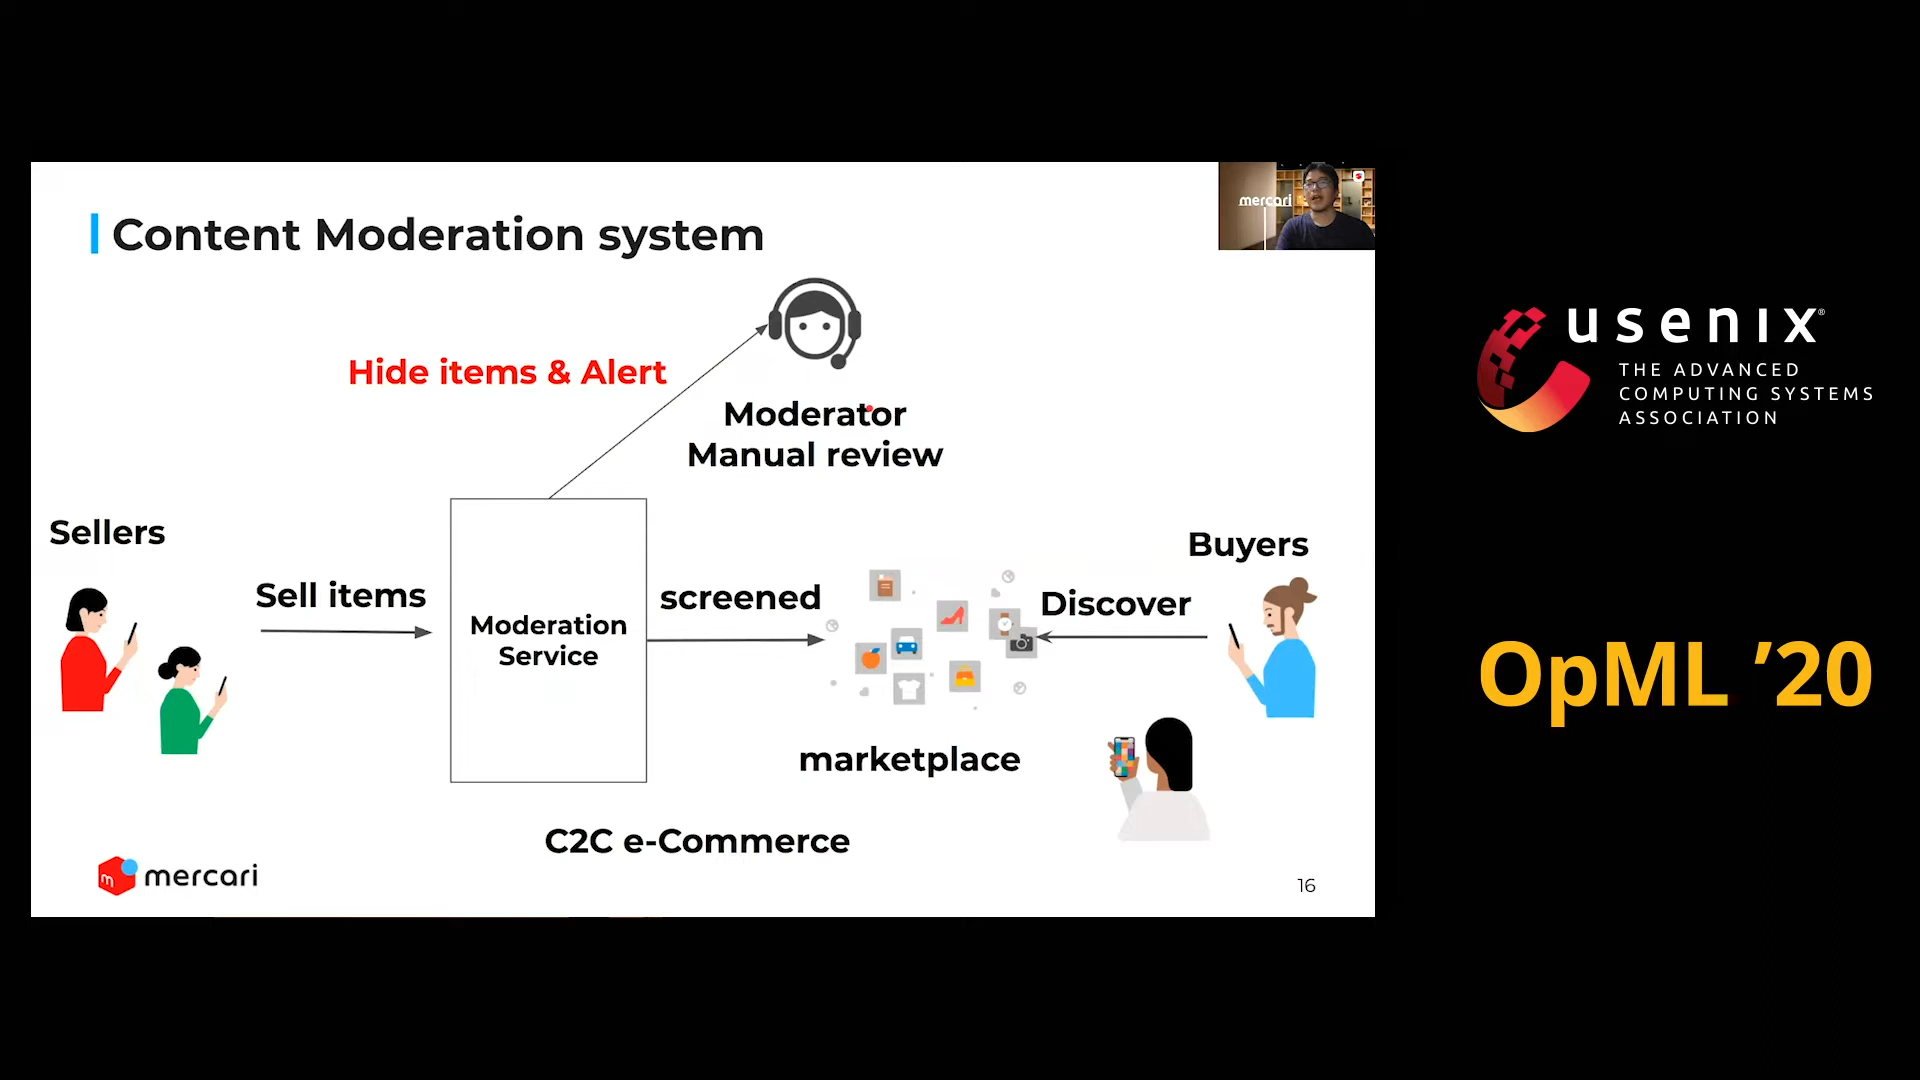 Content Moderation system
mercari
Hide items & Alert
Moderator
Manual review
Sellers
Sell items
Moderation
Service
screened
Discover
Buyers
marketplace
C2C e-Commerce
m mercari
16
usenix®
THE ADVANCED
COMPUTING SYSTEMS
ASSOCIATION
OpML ’20